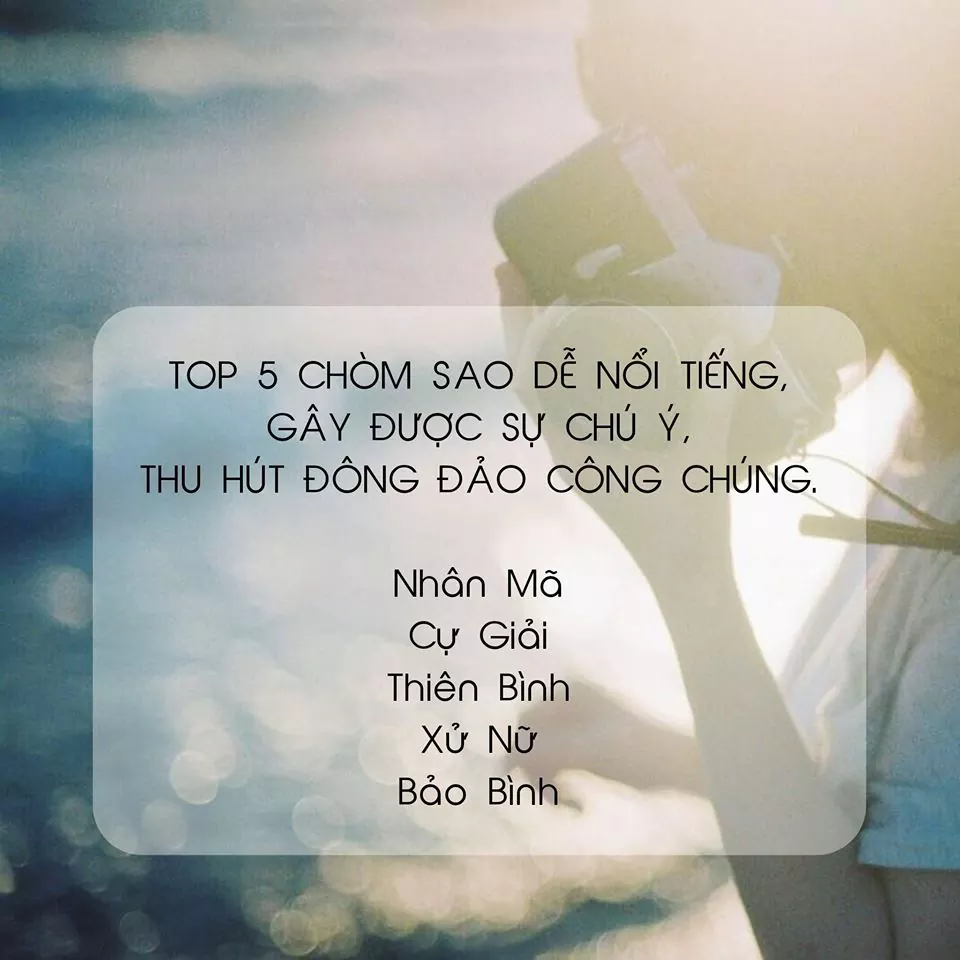 TOP 5 CHÒM SAO DỄ NỔI TIẾNG,
GÂY ĐƯỢC SỰ CHÚ Ý,
THU HÚT ĐÔNG ĐẢO CÔNG CHÚNG.
Nhân Mã
Cự Giải
Thiên Bình
Xử Nữ
Bảo Bình